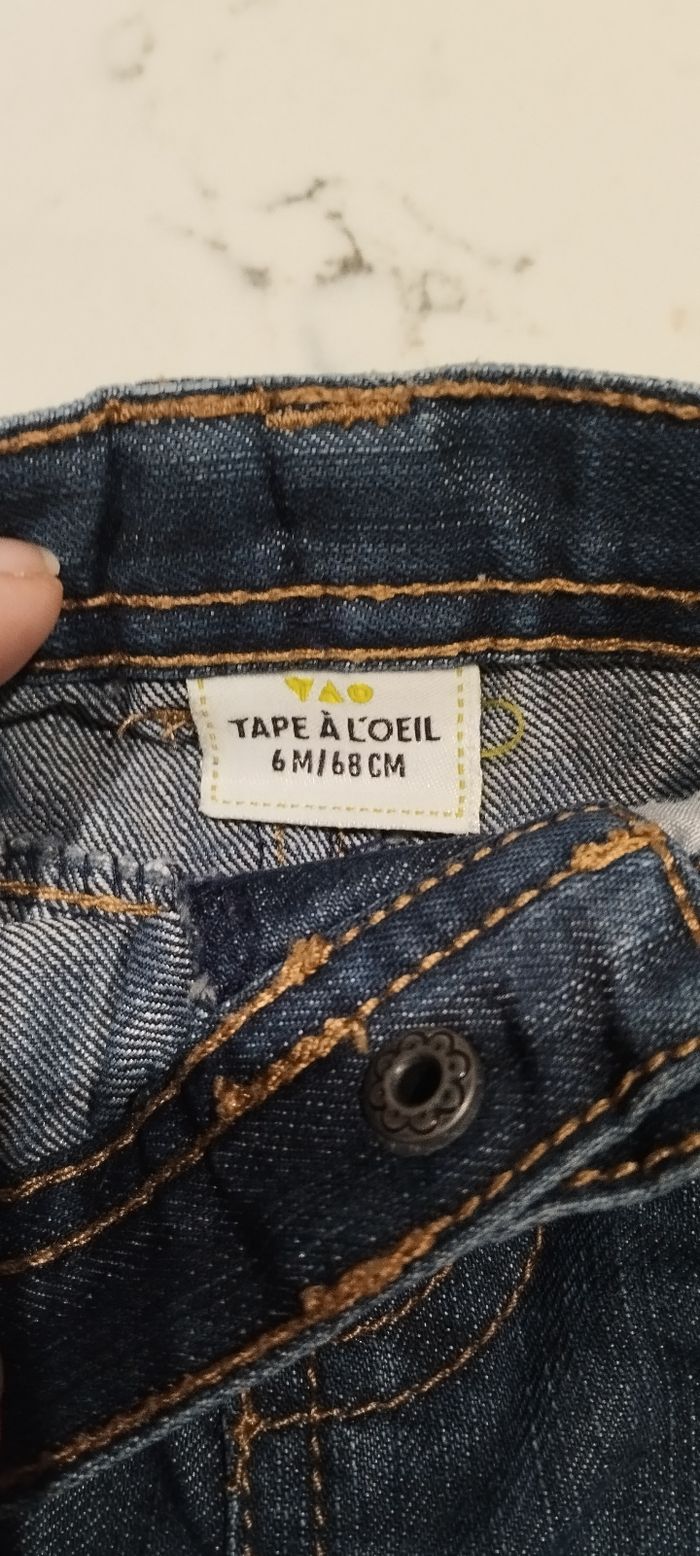 TAO
TAPE À L'OEIL
6M/68CM